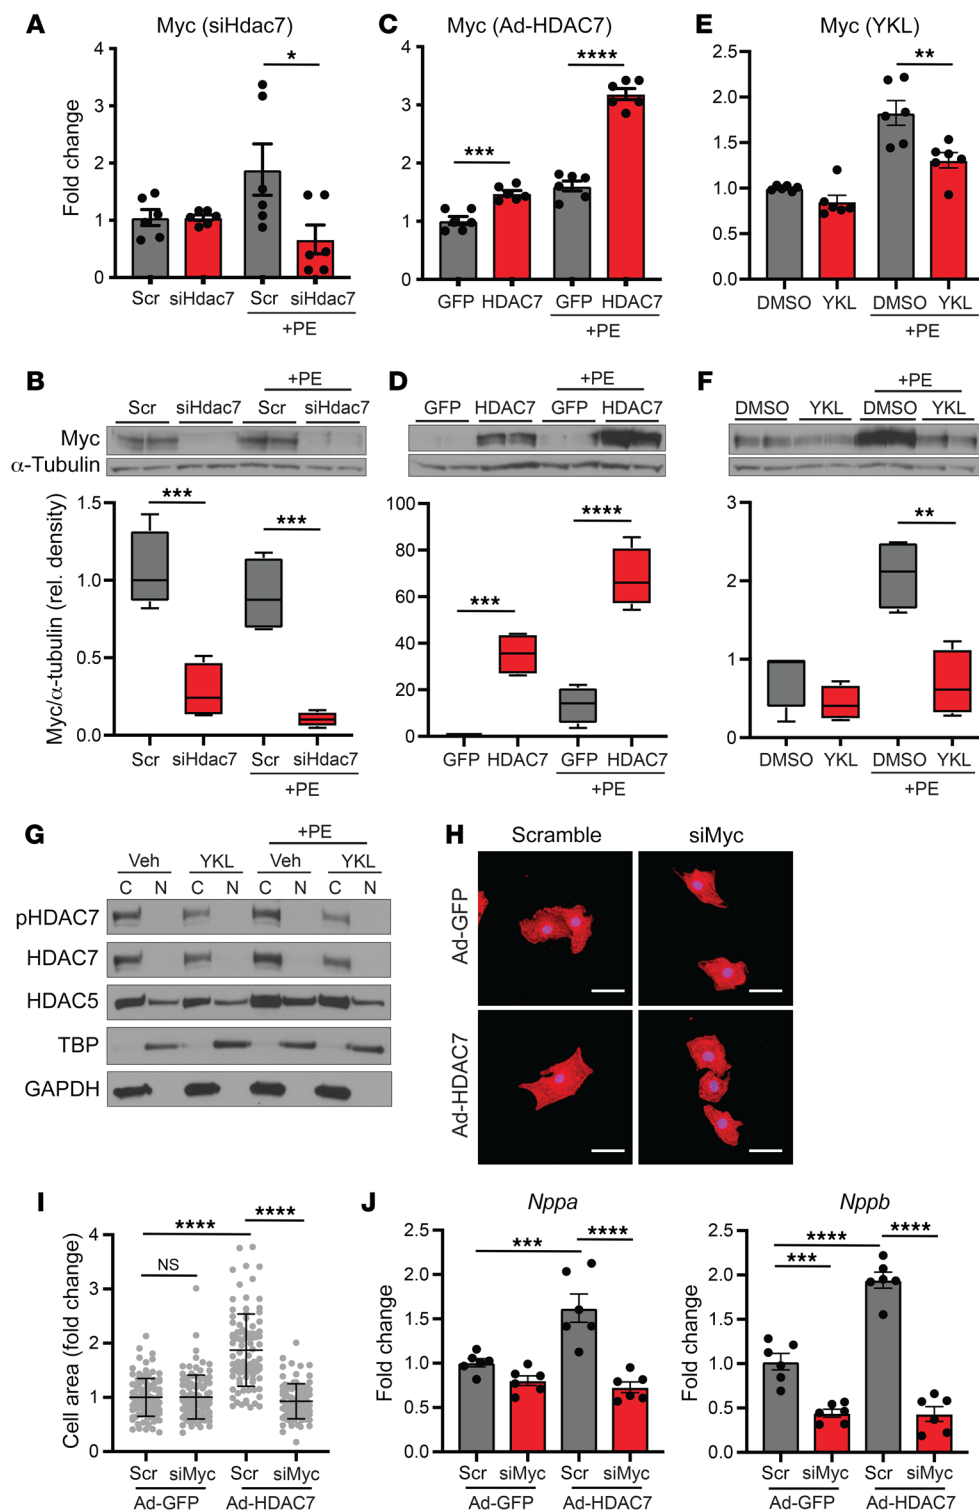 A Myc (siHdac7)
*
Fold change
4
3
2
1
0
Scr siHdac7 Scr siHdac7
+PE
C Myc (Ad-HDAC7)
****
***
4
3
2
1
0
GFP HDAC7 GFP HDAC7
+PE
E Myc (YKL)
**
2.5
2.0
1.5
1.0
0.5
0
DMSO YKL DMSO YKL
+PE
B
+PE
Scr siHdac7 Scr siHdac7
Myc
α-Tubulin
Myc/α-tubulin (rel. density)
*** ***
1.5
1.0
0.5
0.0
Scr siHdac7 Scr siHdac7
+PE
D
+PE
GFP HDAC7 GFP HDAC7
****
***
100
80
60
40
20
0
GFP HDAC7 GFP HDAC7
+PE
F
+PE
DMSO YKL DMSO YKL
**
3
2
1
0
DMSO YKL DMSO YKL
+PE
G
+PE
Veh YKL Veh YKL
C N C N C N C N
pHDAC7
HDAC7
HDAC5
TBP
GAPDH
H
Scramble siMyc
Ad-GFP
Ad-HDAC7
I
**** ****
NS
Cell area (fold change)
4
3
2
1
0
Scr siMyc Scr siMyc
Ad-GFP Ad-HDAC7
J
Nppa
*** ****
Fold change
2.5
2.0
1.5
1.0
0.5
0.0
Scr siMyc Scr siMyc
Ad-GFP Ad-HDAC7
Nppb
**** ****
***
Fold change
2.5
2.0
1.5
1.0
0.5
0.0
Scr siMyc Scr siMyc
Ad-GFP Ad-HDAC7